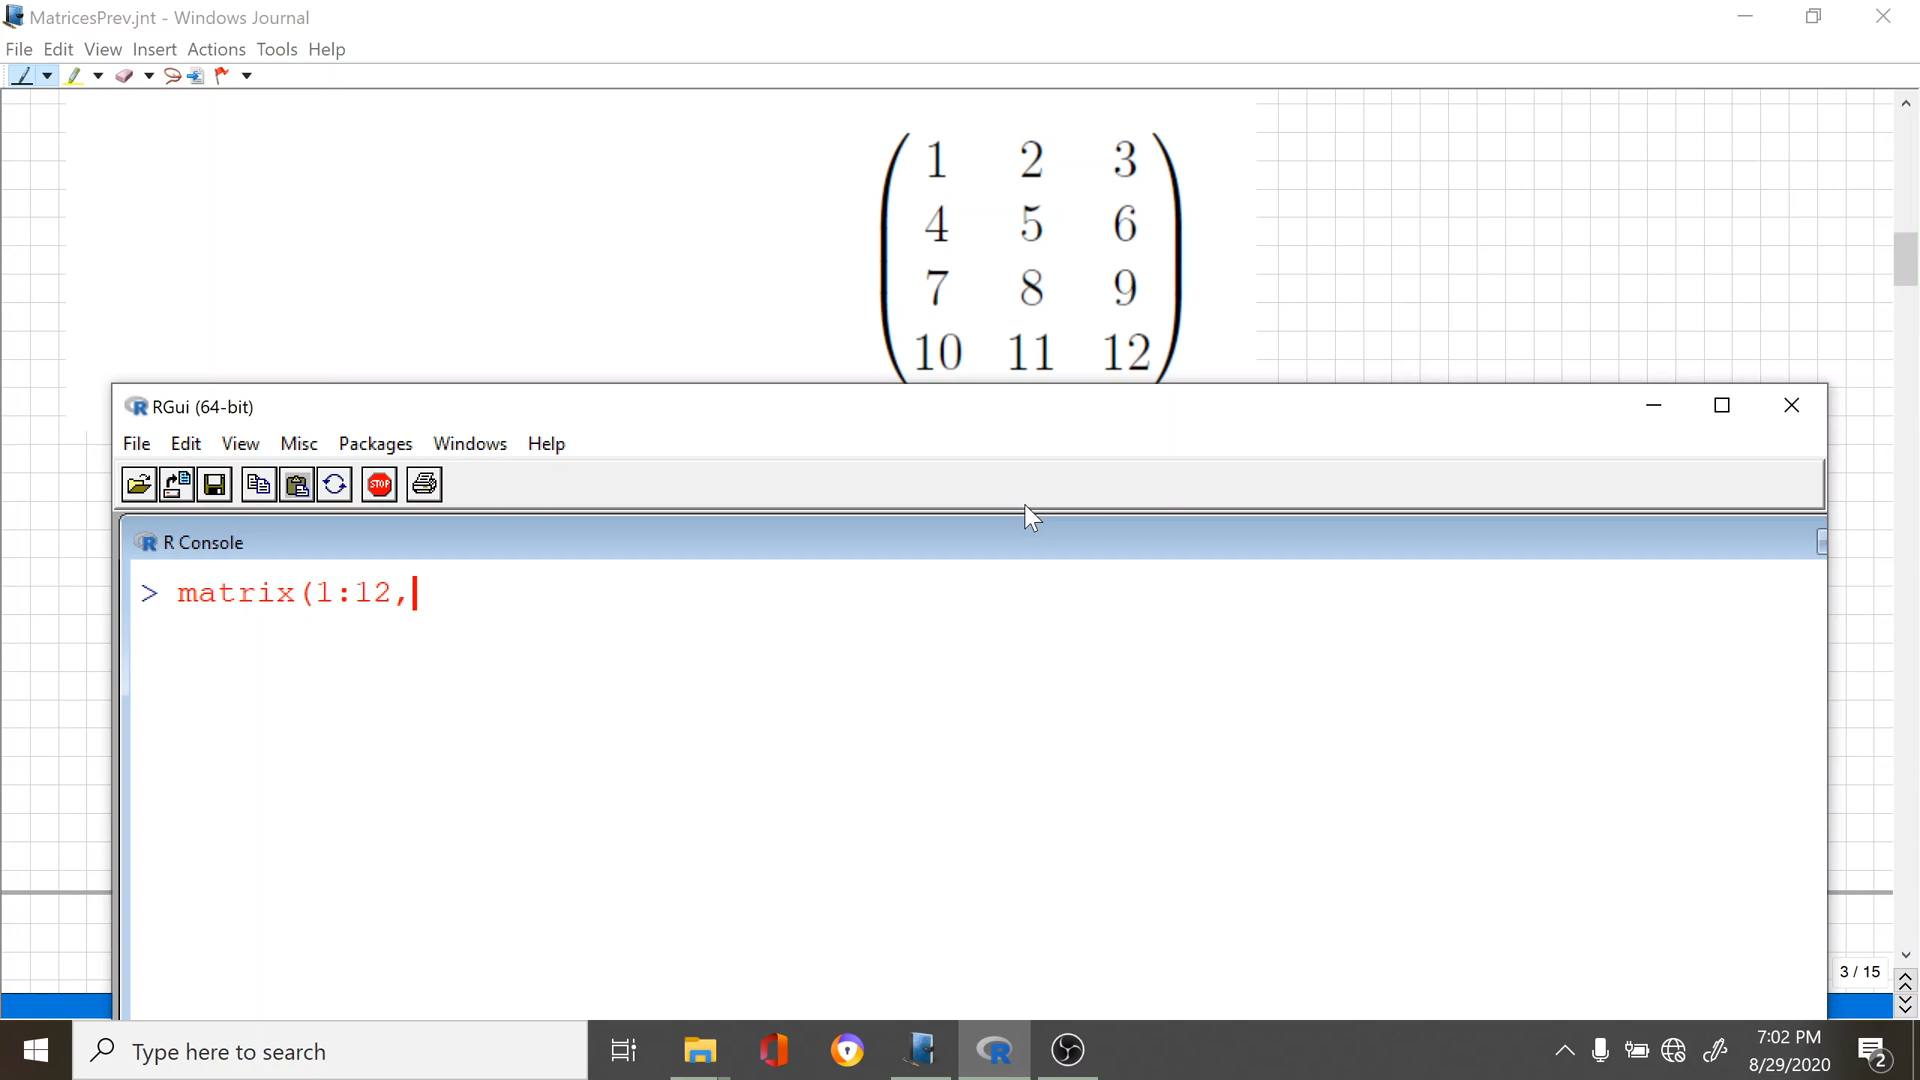 MatricesPrev.jnt - Windows Journal
File Edit View Insert Actions Tools Help
1 2 3
4 5 6
7 8 9
10 11 12
RGui (64-bit)
File Edit View Misc Packages Windows Help
STOP
R Console
> matrix(1:12,
3 / 15
Type here to search
7:02 PM
8/29/2020
2